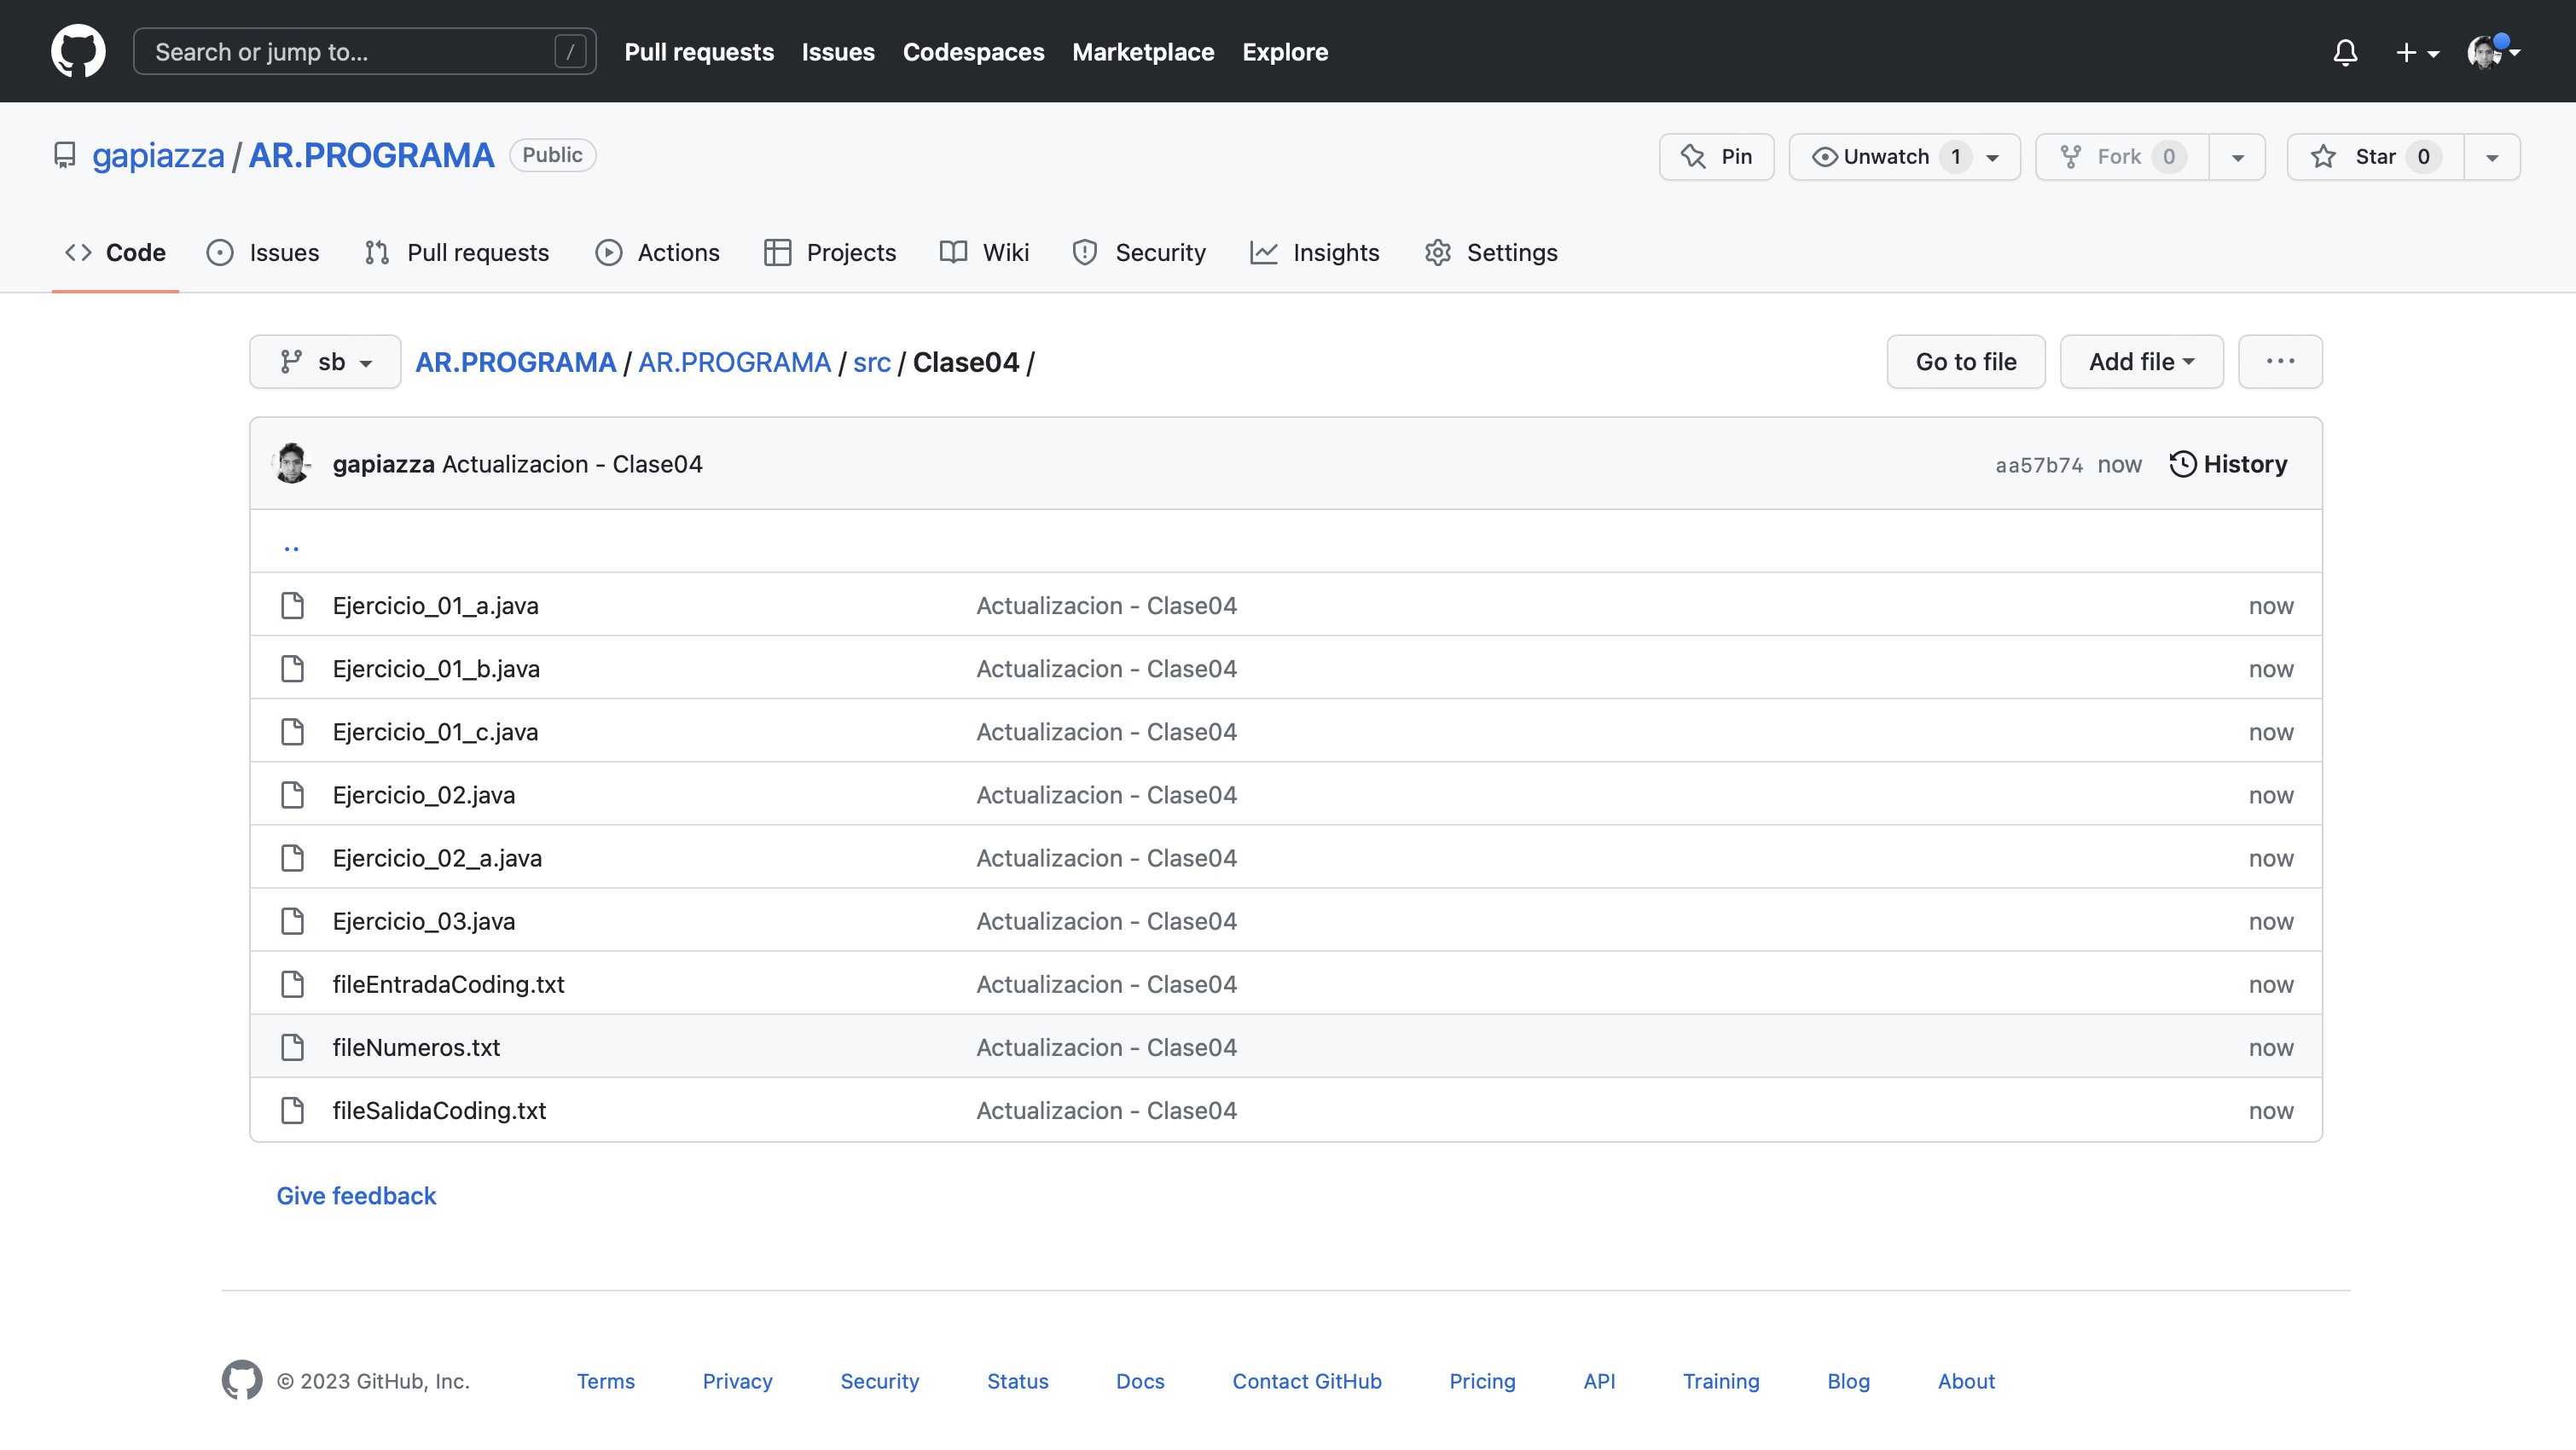 Search or jump to... / Pull requests Issues Codespaces Marketplace Explore
gapiazza / AR.PROGRAMA Public Pin Unwatch 1 Fork 0 Star 0
Code Issues Pull requests Actions Projects Wiki Security Insights Settings
sb AR.PROGRAMA / AR.PROGRAMA / src / Clase04 / Go to file Add file ...
gapiazza Actualizacion - Clase04 aa57b74 now History
..
Ejercicio_01_a.java Actualizacion - Clase04 now
Ejercicio_01_b.java Actualizacion - Clase04 now
Ejercicio_01_c.java Actualizacion - Clase04 now
Ejercicio_02.java Actualizacion - Clase04 now
Ejercicio_02_a.java Actualizacion - Clase04 now
Ejercicio_03.java Actualizacion - Clase04 now
fileEntradaCoding.txt Actualizacion - Clase04 now
fileNumeros.txt Actualizacion - Clase04 now
fileSalidaCoding.txt Actualizacion - Clase04 now
Give feedback
© 2023 GitHub, Inc. Terms Privacy Security Status Docs Contact GitHub Pricing API Training Blog About